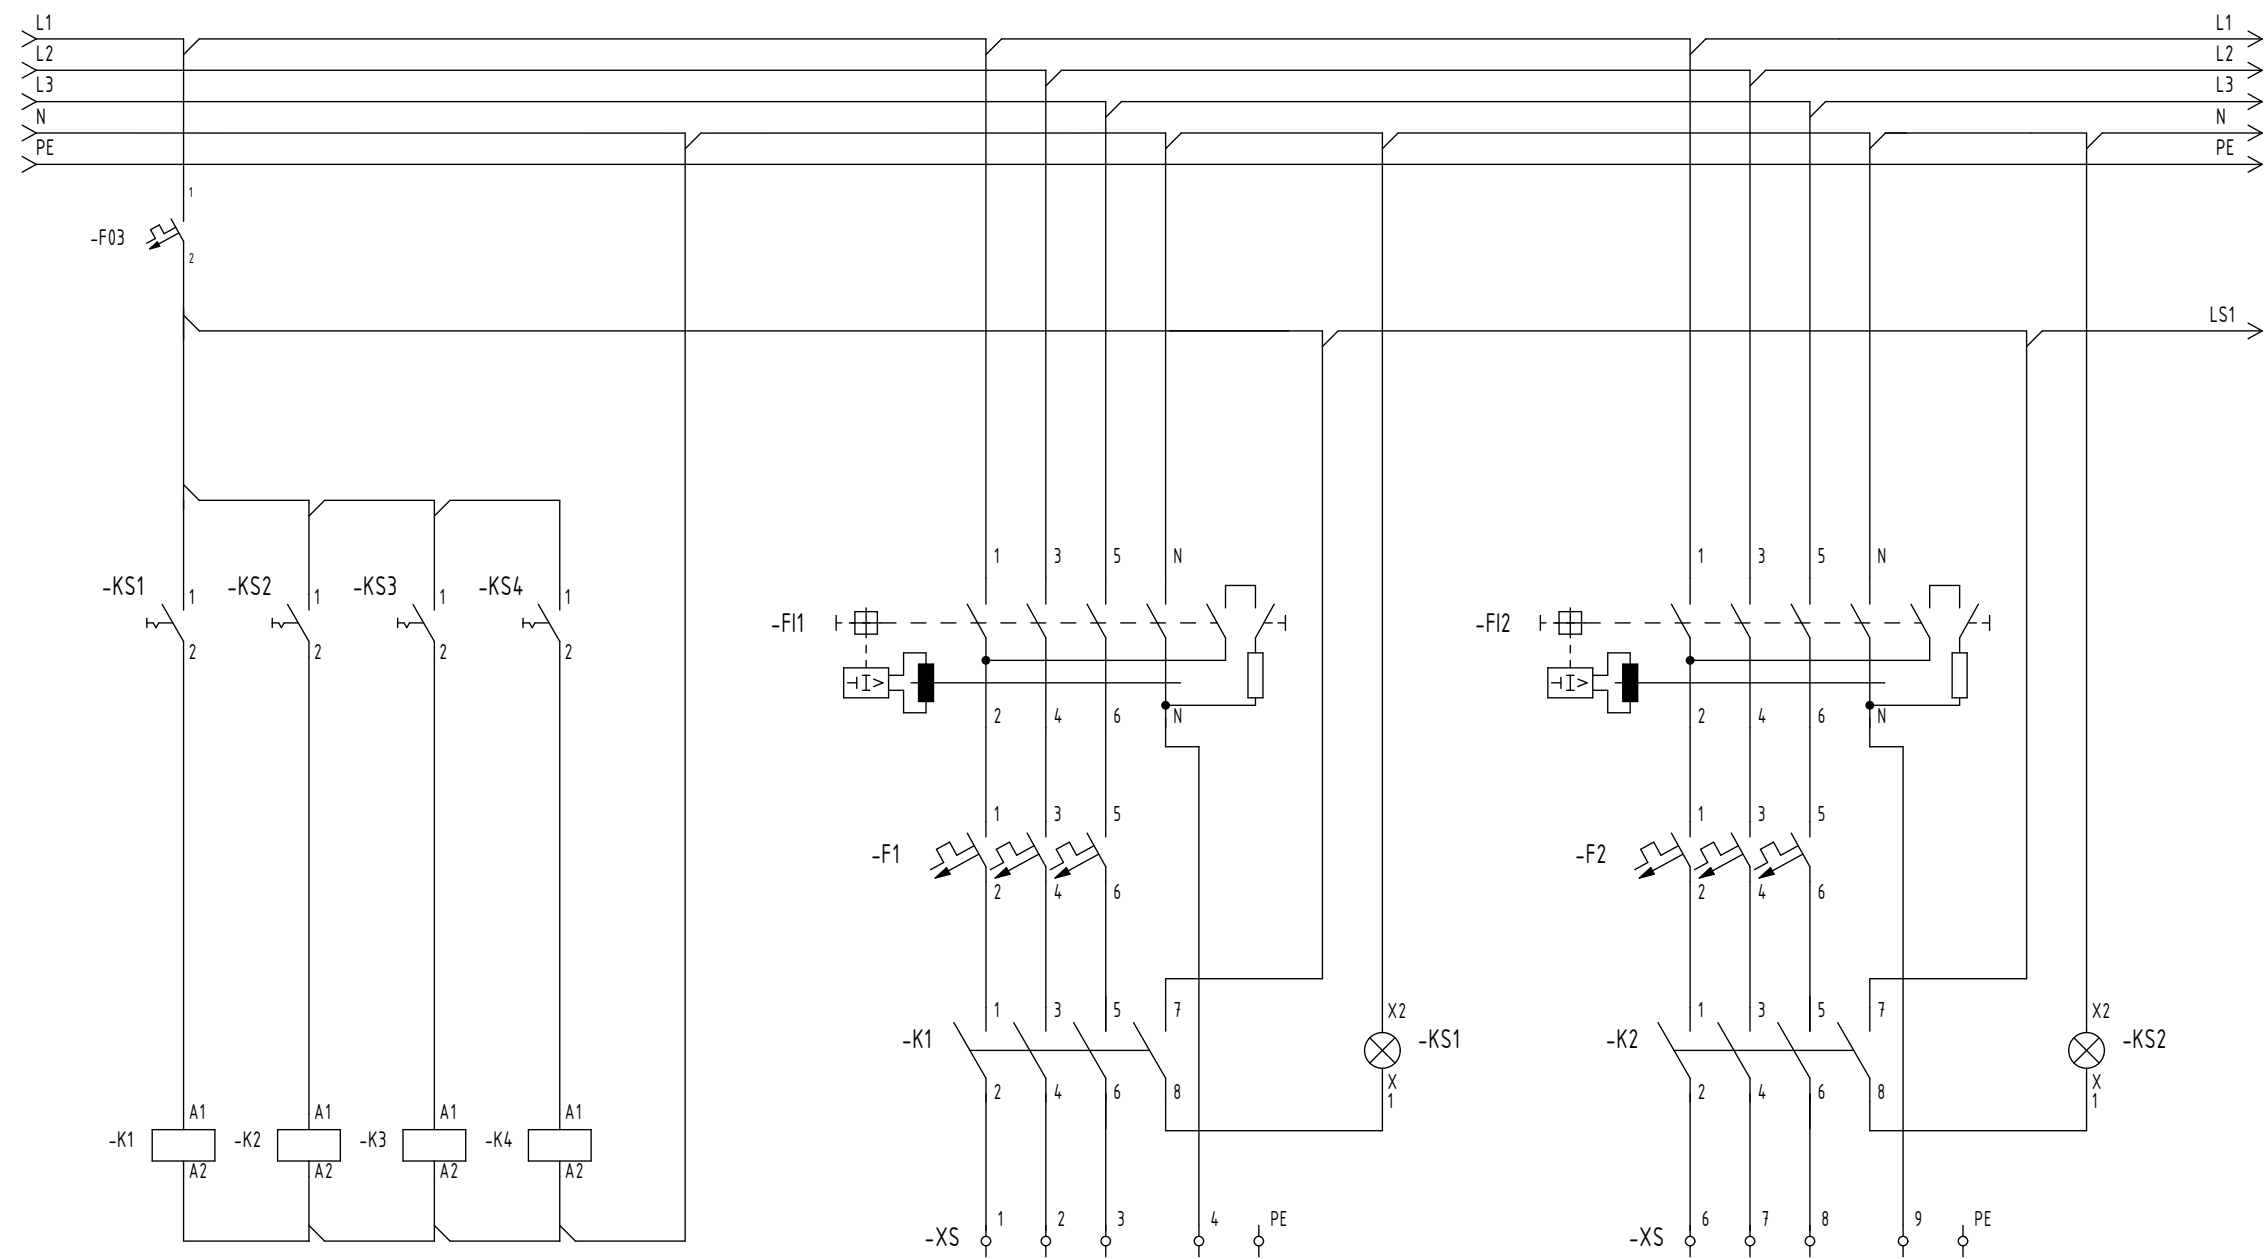 L1 L1
L2 L2
L3 L3
N N
PE PE
1
-F03
2
LS1
1 3 5 N 1 3 5 N
-KS1 1 -KS2 1 -KS3 1 -KS4 1
-FI1 -FI2
2 2 2 2
I> I>
2 4 6 N 2 4 6 N
1 3 5 1 3 5
-F1 -F2
2 4 6 2 4 6
1 3 5 7 X2 1 3 5 7 X2
-K1 -KS1 -K2 -KS2
2 4 6 8 X 1 2 4 6 8 X 1
A1 A1 A1 A1
-K1 -K2 -K3 -K4
A2 A2 A2 A2
1 2 3 4 PE 6 7 8 9 PE
-XS -XS